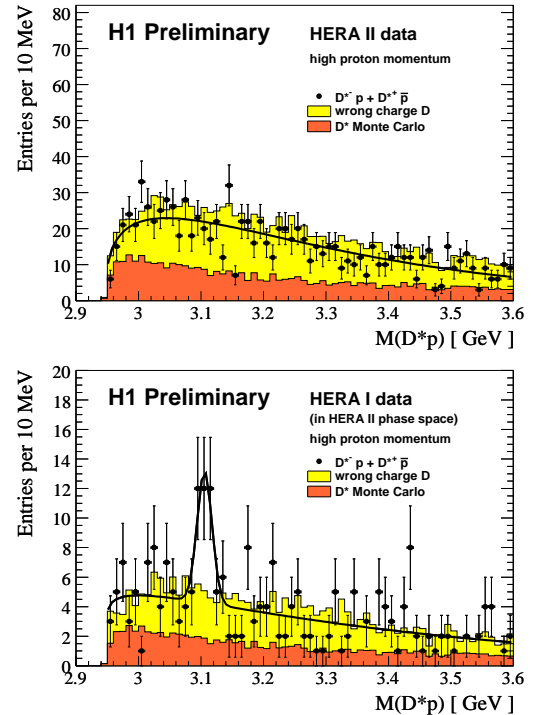 H1 Preliminary
HERA II data
high proton momentum
D*⁻ p + D*⁺ p̄
wrong charge D
D* Monte Carlo
Entries per 10 MeV
80
70
60
50
40
30
20
10
0
2.9 3 3.1 3.2 3.3 3.4 3.5 3.6
M(D*p) [ GeV ]
H1 Preliminary
HERA I data
(in HERA II phase space)
high proton momentum
D*⁻ p + D*⁺ p̄
wrong charge D
D* Monte Carlo
Entries per 10 MeV
20
18
16
14
12
10
8
6
4
2
0
2.9 3 3.1 3.2 3.3 3.4 3.5 3.6
M(D*p) [ GeV ]